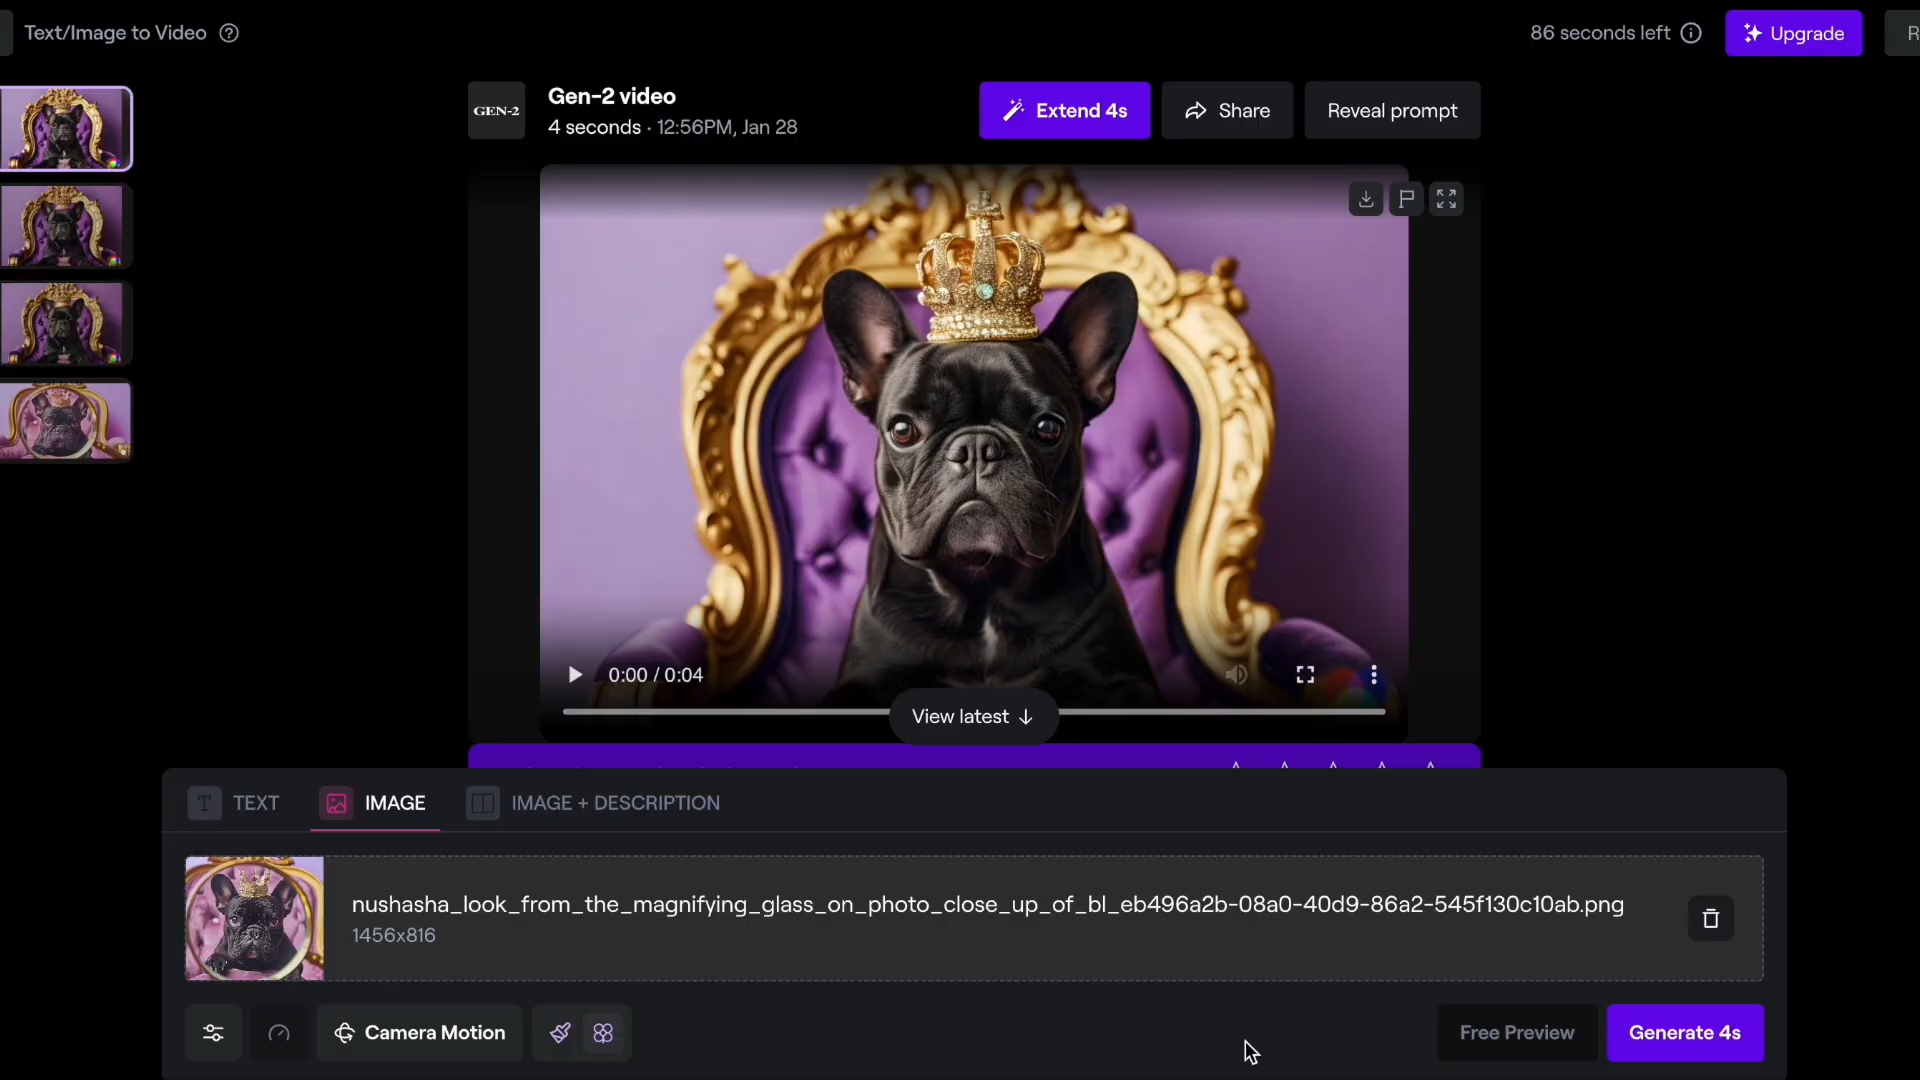 Text/Image to Video
86 seconds left
Upgrade
R
GEN-2
Gen-2 video
4 seconds · 12:56PM, Jan 28
Extend 4s
Share
Reveal prompt
0:00 / 0:04
View latest ↓
T TEXT
IMAGE
IMAGE + DESCRIPTION
nushasha_look_from_the_magnifying_glass_on_photo_close_up_of_bl_eb496a2b-08a0-40d9-86a2-545f130c10ab.png
1456x816
Camera Motion
Free Preview
Generate 4s